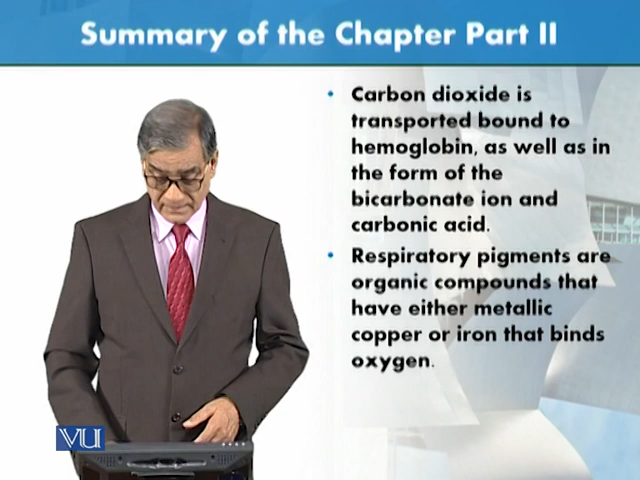 Summary of the Chapter Part II
• Carbon dioxide is
transported bound to
hemoglobin, as well as in
the form of the
bicarbonate ion and
carbonic acid.
• Respiratory pigments are
organic compounds that
have either metallic
copper or iron that binds
oxygen.
VU